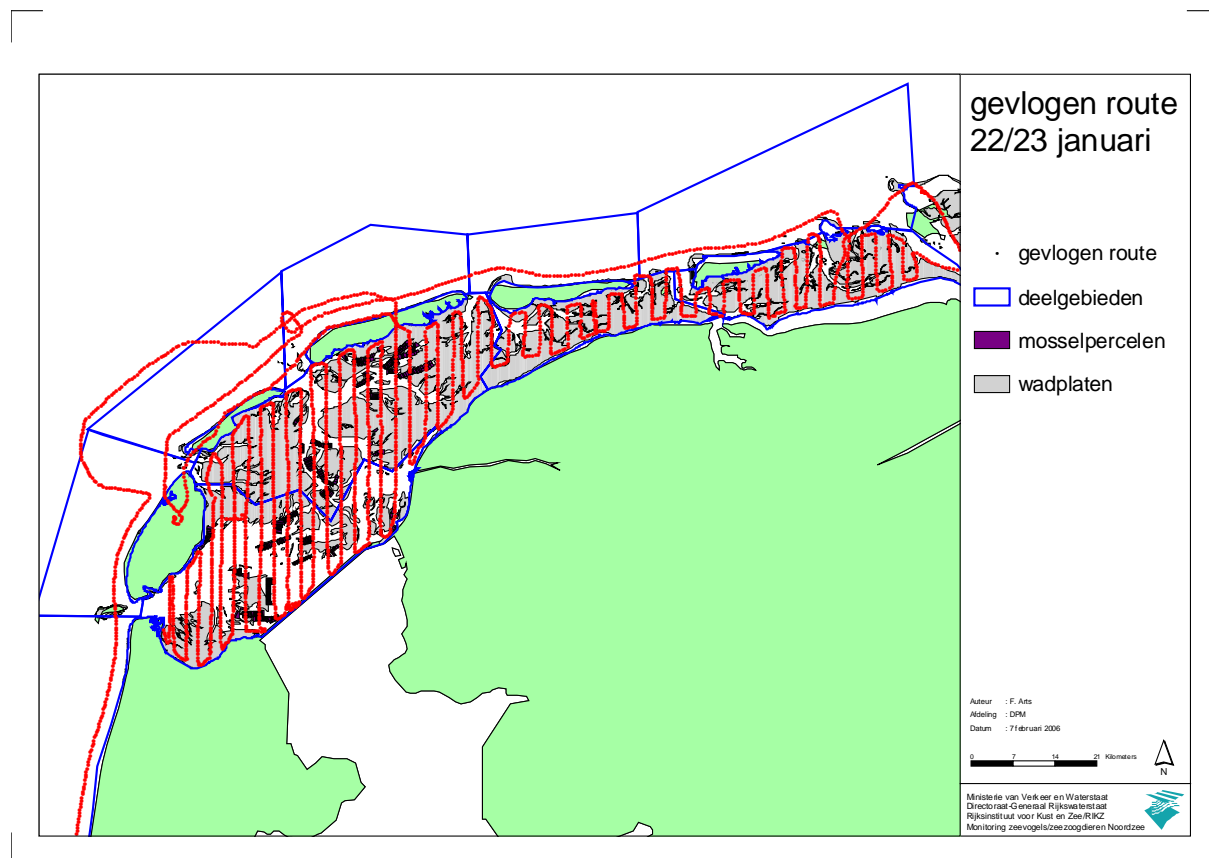 gevlogen route
22/23 januari
gevlogen route
deelgebieden
mosselpercelen
wadplaten
Auteur : F. Arts
Afdeling : DPM
Datum : 7 februari 2006
0 7 14 21 Kilometers
N
Ministerie van Verkeer en Waterstaat
Directoraat-Generaal Rijkswaterstaat
Rijksinstituut voor Kust en Zee/RIKZ
Monitoring zeevogels/zeezoogdieren Noordzee